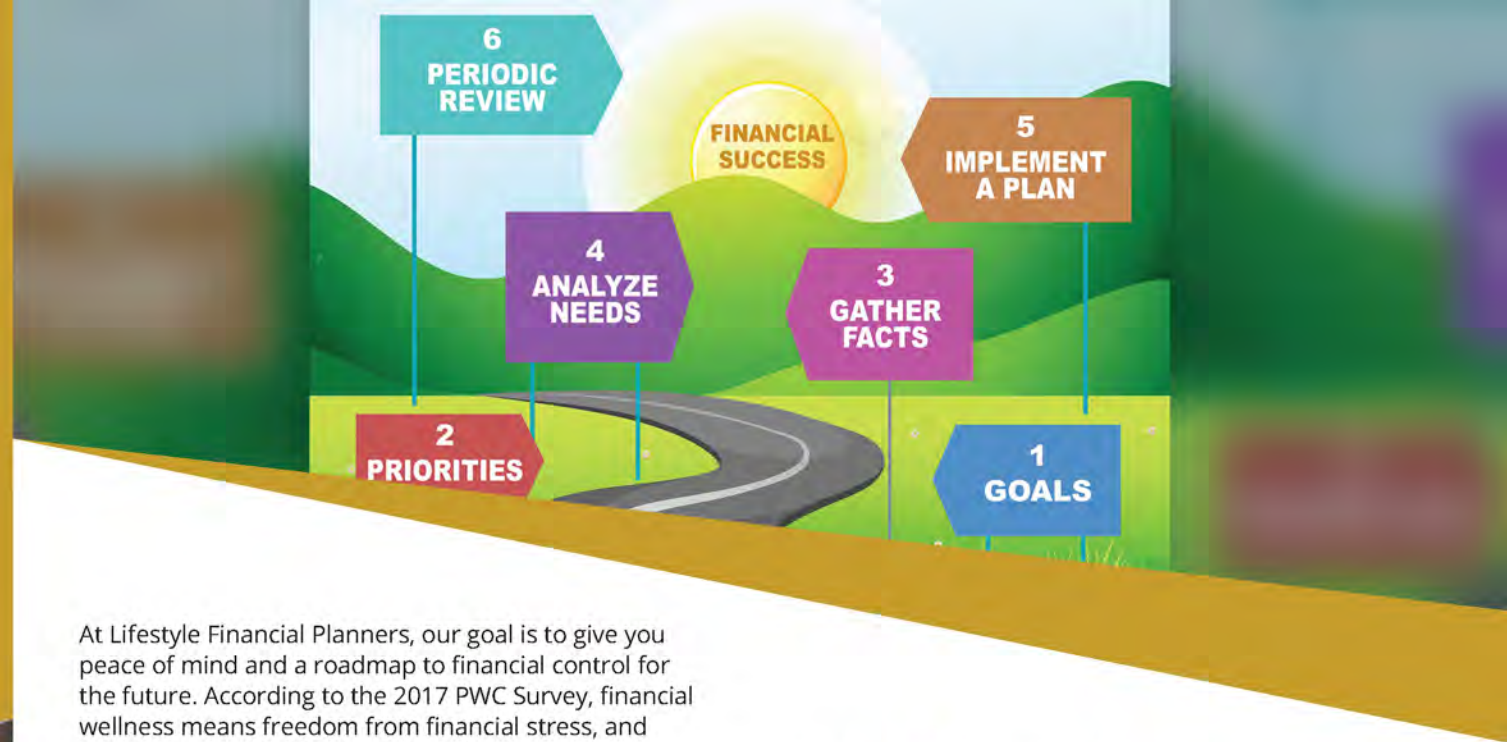 6
PERIODIC
REVIEW
FINANCIAL
SUCCESS
5
IMPLEMENT
A PLAN
4
ANALYZE
NEEDS
3
GATHER
FACTS
2
PRIORITIES
1
GOALS
At Lifestyle Financial Planners, our goal is to give you
peace of mind and a roadmap to financial control for
the future. According to the 2017 PWC Survey, financial
wellness means freedom from financial stress, and